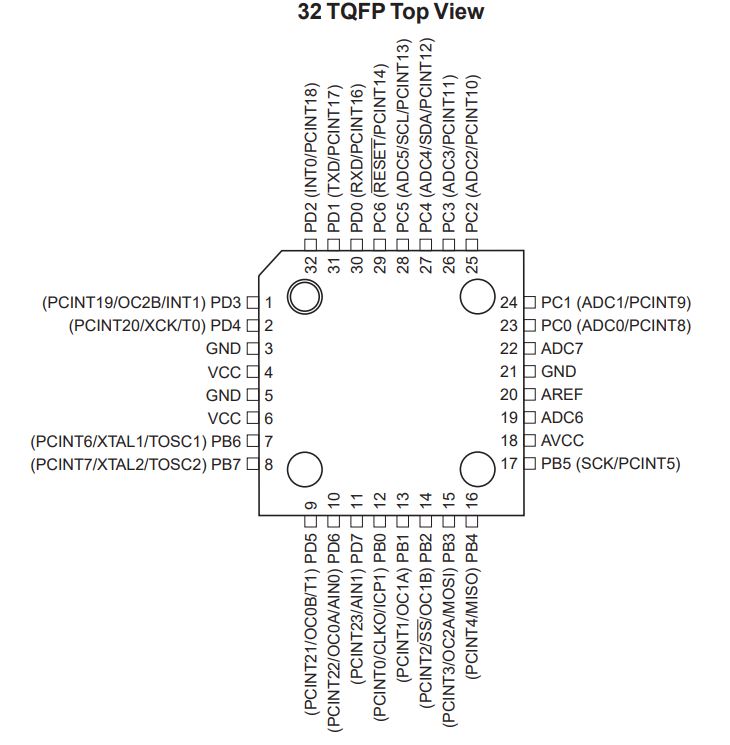 32 TQFP Top View
PD2 (INT0/PCINT18)
PD1 (TXD/PCINT17)
PD0 (RXD/PCINT16)
PC6 (RESET/PCINT14)
PC5 (ADC5/SCL/PCINT13)
PC4 (ADC4/SDA/PCINT12)
PC3 (ADC3/PCINT11)
PC2 (ADC2/PCINT10)
32 31 30 29 28 27 26 25
(PCINT19/OC2B/INT1) PD3 1
(PCINT20/XCK/T0) PD4 2
GND 3
VCC 4
GND 5
VCC 6
(PCINT6/XTAL1/TOSC1) PB6 7
(PCINT7/XTAL2/TOSC2) PB7 8
24 PC1 (ADC1/PCINT9)
23 PC0 (ADC0/PCINT8)
22 ADC7
21 GND
20 AREF
19 ADC6
18 AVCC
17 PB5 (SCK/PCINT5)
9 10 11 12 13 14 15 16
(PCINT21/OC0B/T1) PD5
(PCINT22/OC0A/AIN0) PD6
(PCINT23/AIN1) PD7
(PCINT0/CLKO/ICP1) PB0
(PCINT1/OC1A) PB1
(PCINT2/SS/OC1B) PB2
(PCINT3/OC2A/MOSI) PB3
(PCINT4/MISO) PB4